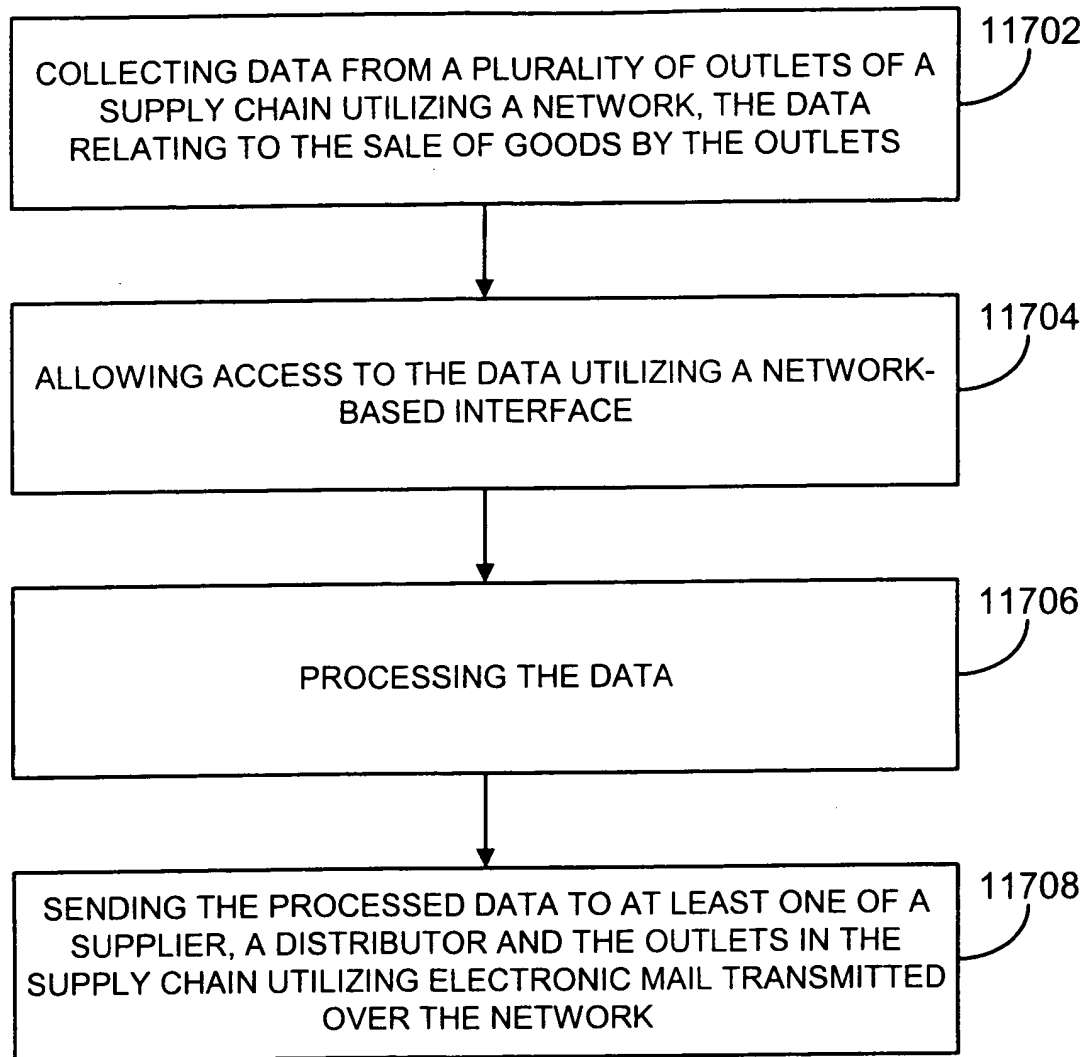 11702
COLLECTING DATA FROM A PLURALITY OF OUTLETS OF A
SUPPLY CHAIN UTILIZING A NETWORK, THE DATA
RELATING TO THE SALE OF GOODS BY THE OUTLETS
11704
ALLOWING ACCESS TO THE DATA UTILIZING A NETWORK-
BASED INTERFACE
11706
PROCESSING THE DATA
11708
SENDING THE PROCESSED DATA TO AT LEAST ONE OF A
SUPPLIER, A DISTRIBUTOR AND THE OUTLETS IN THE
SUPPLY CHAIN UTILIZING ELECTRONIC MAIL TRANSMITTED
OVER THE NETWORK